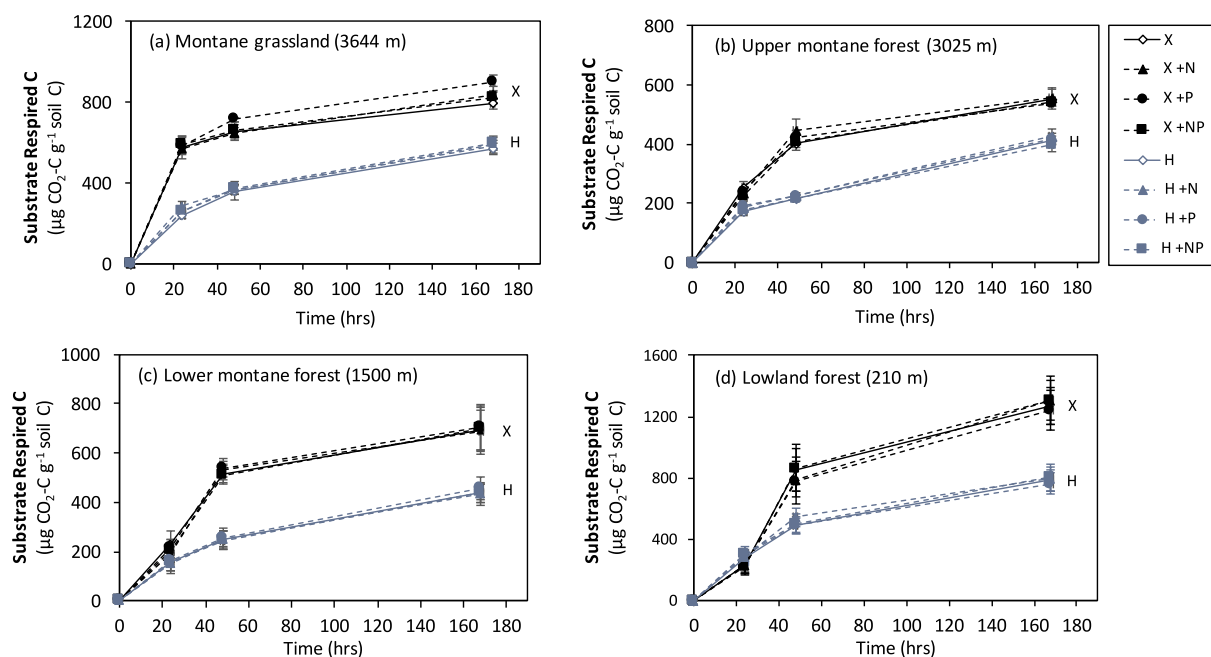 (a) Montane grassland (3644 m)
Substrate Respired C
(µg CO₂-C g⁻¹ soil C)
1200
800
400
0
X
H
0 20 40 60 80 100 120 140 160 180
Time (hrs)
(b) Upper montane forest (3025 m)
Substrate Respired C
(µg CO₂-C g⁻¹ soil C)
800
600
400
200
0
X
H
0 20 40 60 80 100 120 140 160 180
Time (hrs)
X
X +N
X +P
X +NP
H
H +N
H +P
H +NP
(c) Lower montane forest (1500 m)
Substrate Respired C
(µg CO₂-C g⁻¹ soil C)
1000
800
600
400
200
0
X
H
0 20 40 60 80 100 120 140 160 180
Time (hrs)
(d) Lowland forest (210 m)
Substrate Respired C
(µg CO₂-C g⁻¹ soil C)
1600
1200
800
400
0
X
H
0 20 40 60 80 100 120 140 160 180
Time (hrs)